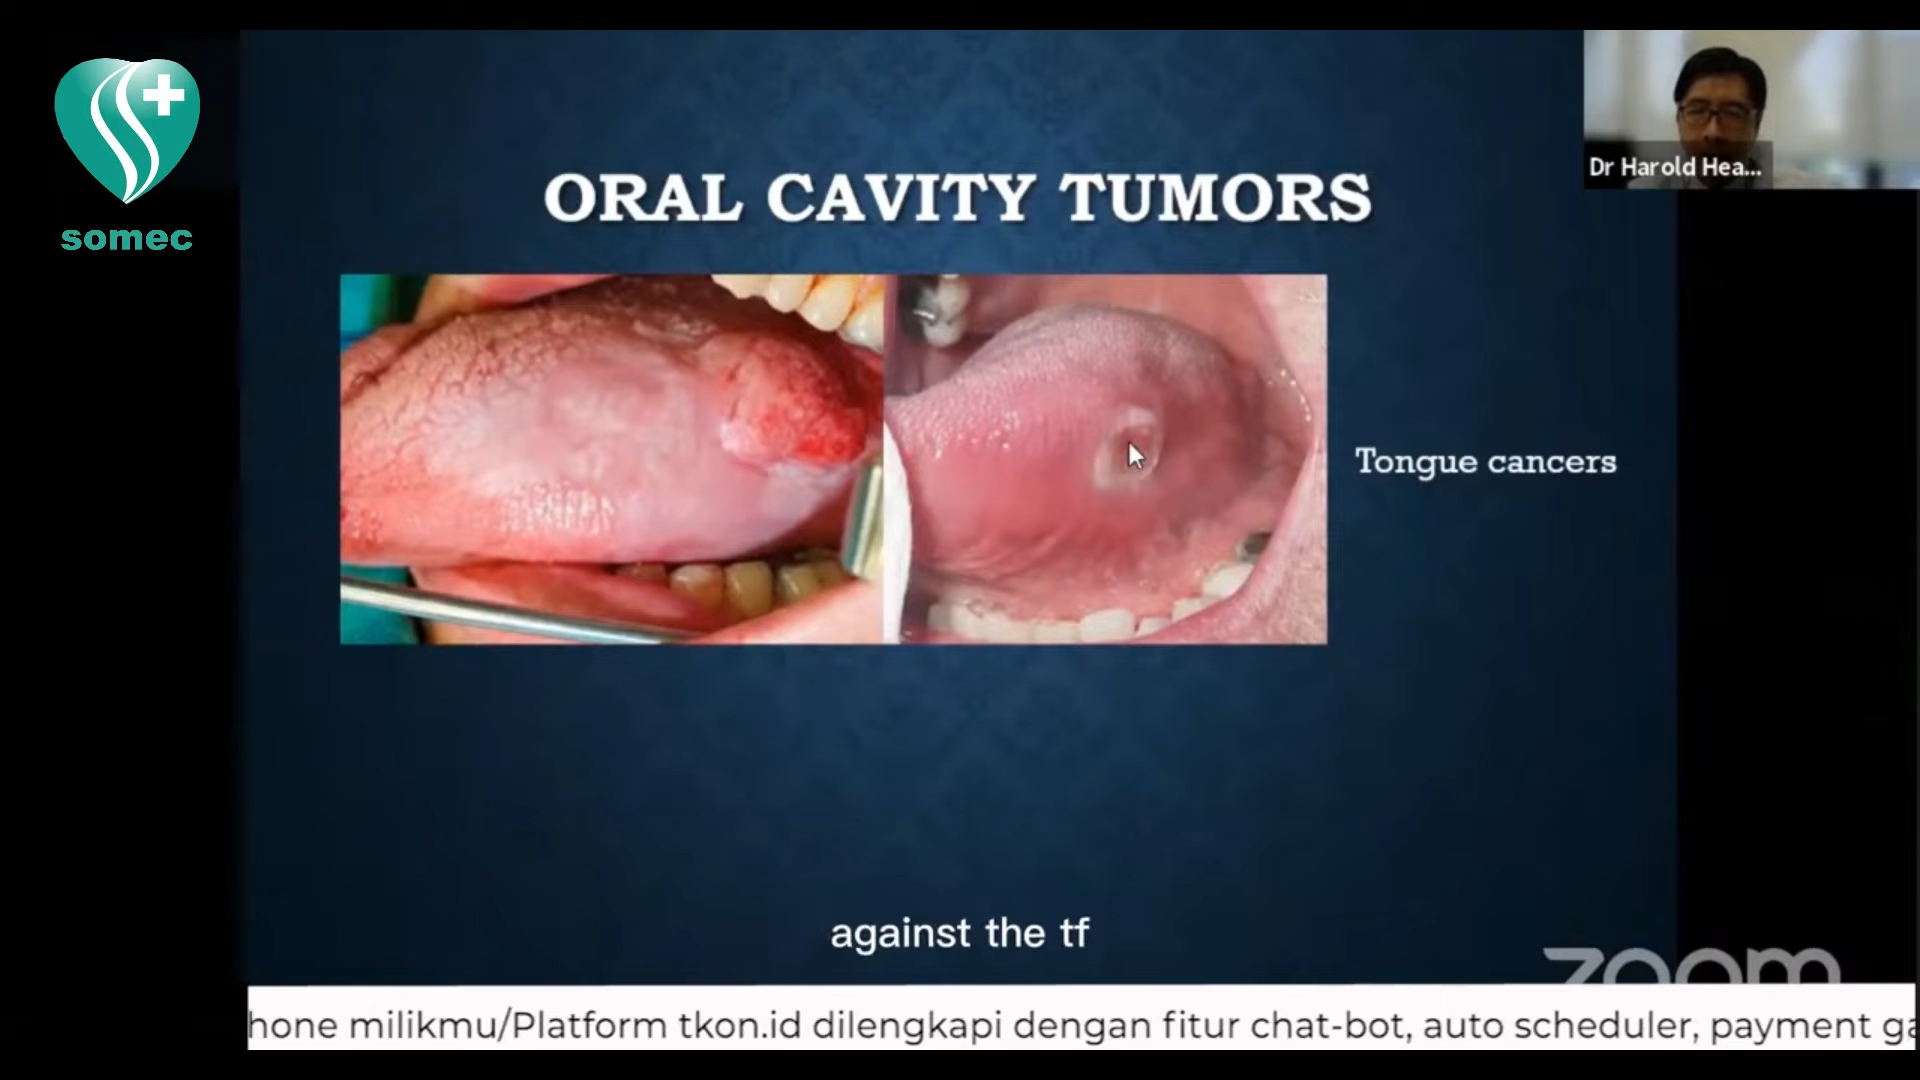 somec
Dr Harold Hea...
ORAL CAVITY TUMORS
Tongue cancers
against the tf
zoom
hone milikmu/Platform tkon.id dilengkapi dengan fitur chat-bot, auto scheduler, payment ga